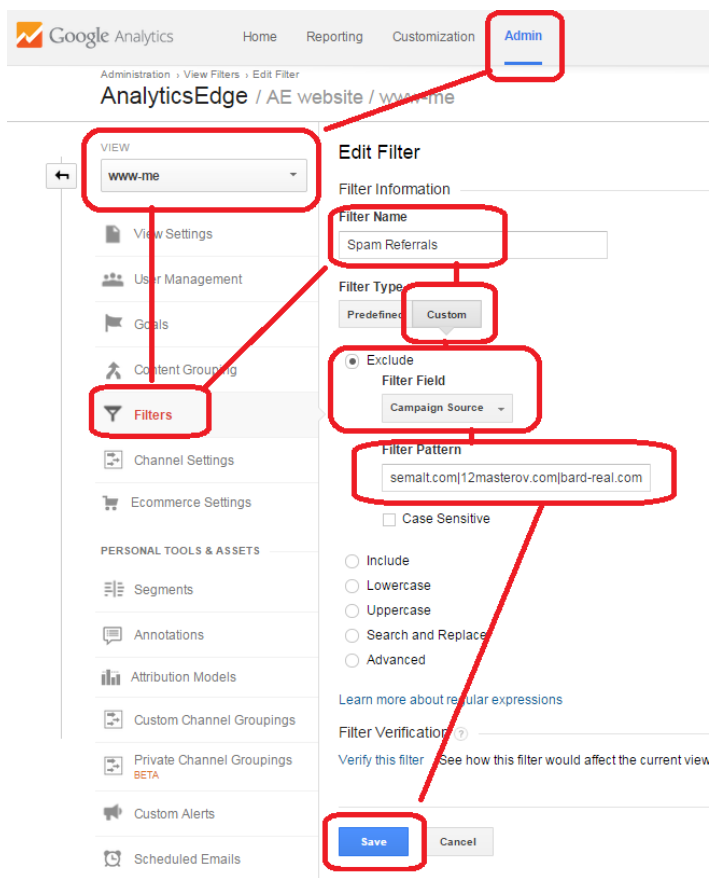 Google Analytics Home Reporting Customization Admin
Administration › View Filters › Edit Filter
AnalyticsEdge / AE website / www-me
VIEW
www-me
View Settings
User Management
Goals
Content Grouping
Filters
Channel Settings
Ecommerce Settings
PERSONAL TOOLS & ASSETS
Segments
Annotations
Attribution Models
Custom Channel Groupings
Private Channel Groupings
BETA
Custom Alerts
Scheduled Emails
Edit Filter
Filter Information
Filter Name
Spam Referrals
Filter Type
Predefined Custom
Exclude
Filter Field
Campaign Source
Filter Pattern
semalt.com|12masterov.com|bard-real.com
Case Sensitive
Include
Lowercase
Uppercase
Search and Replace
Advanced
Learn more about regular expressions
Filter Verification ?
Verify this filter See how this filter would affect the current view
Save Cancel